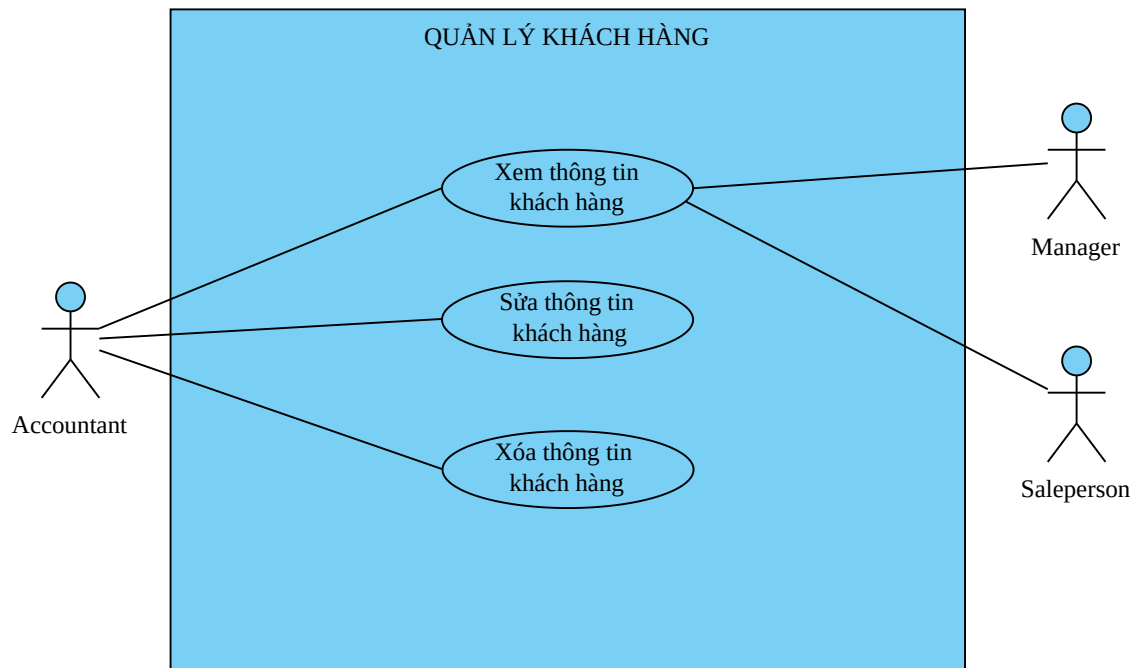 QUẢN LÝ KHÁCH HÀNG
Xem thông tin
khách hàng
Manager
Sửa thông tin
khách hàng
Accountant
Xóa thông tin
khách hàng
Saleperson